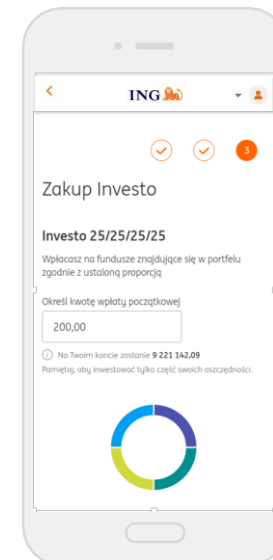 ING
3
Zakup Investo
Investo 25/25/25/25
Wpłacasz na fundusze znajdujące się w portfelu
zgodnie z ustaloną proporcją
Określ kwotę wpłaty początkowej
200,00
Na Twoim koncie zostanie 9 221 142,09
Pamiętaj, aby inwestować tylko część swoich oszczędności.